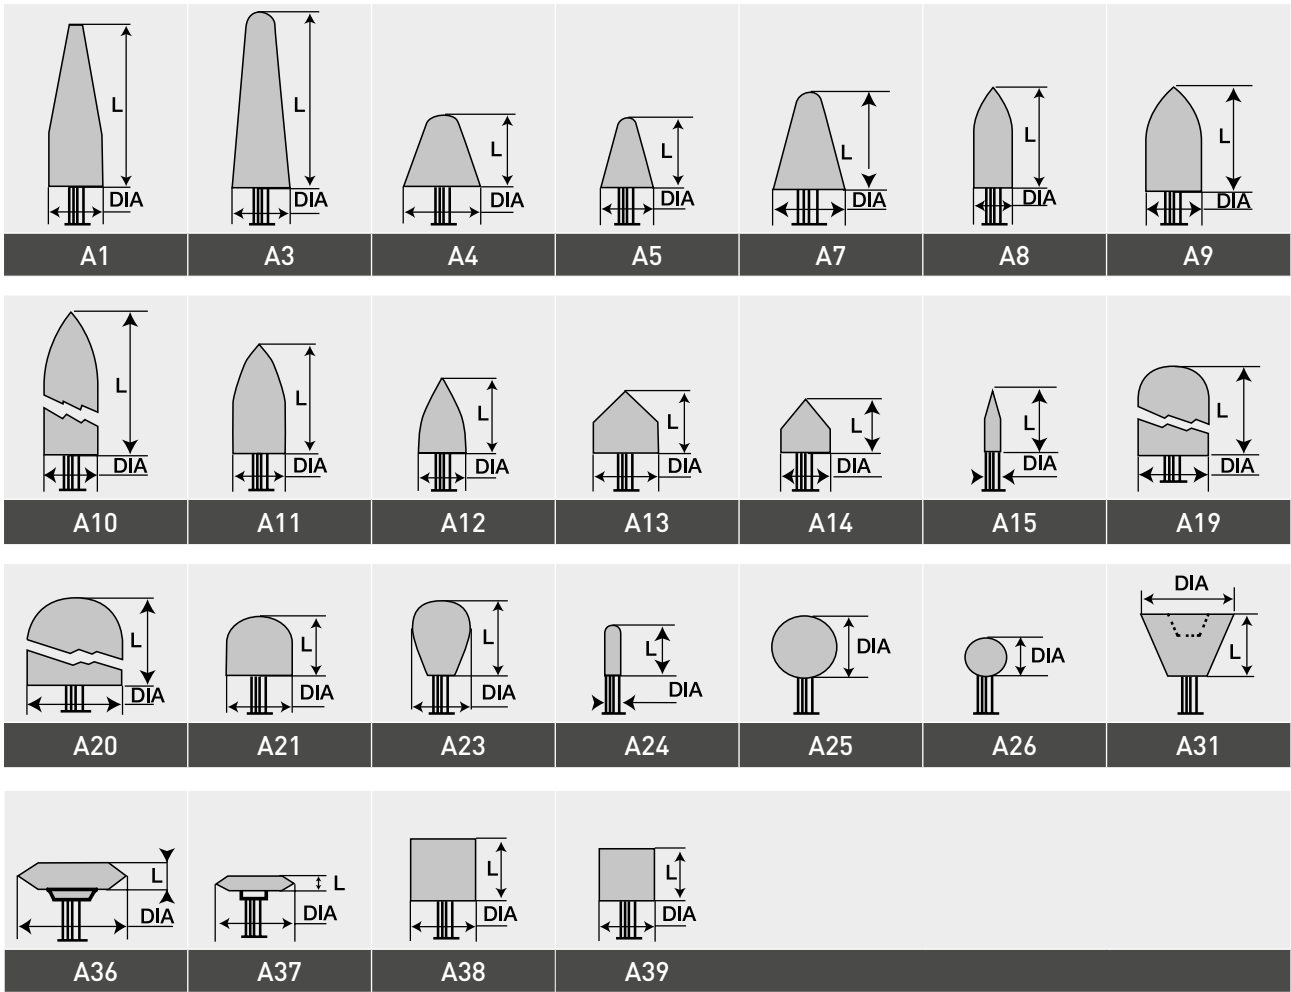 L L L L L L L
DIA DIA DIA DIA DIA DIA DIA
A1 A3 A4 A5 A7 A8 A9
L L L L L L L
DIA DIA DIA DIA DIA DIA DIA
A10 A11 A12 A13 A14 A15 A19
DIA
L L L L DIA DIA L
DIA DIA DIA DIA
A20 A21 A23 A24 A25 A26 A31
L L L L
DIA DIA DIA DIA
A36 A37 A38 A39